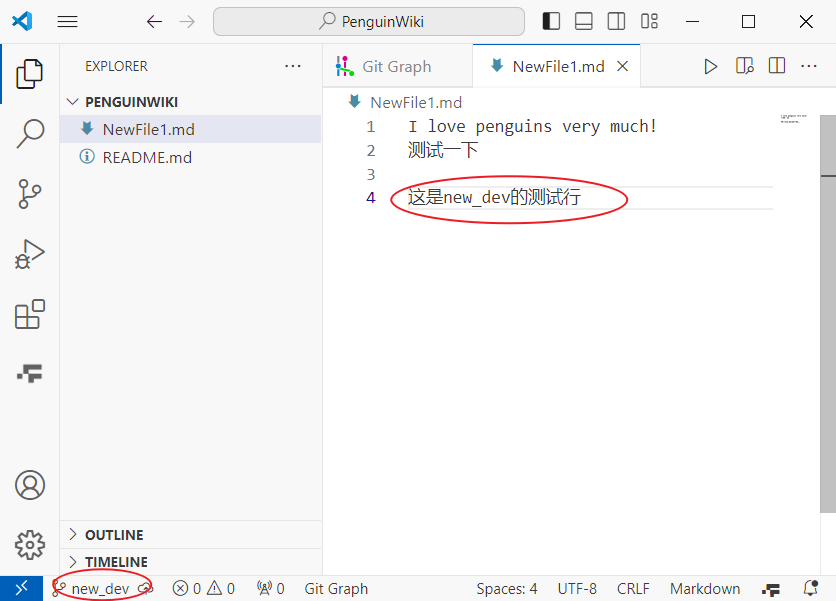 PenguinWiki
EXPLORER
PENGUINWIKI
NewFile1.md
README.md
OUTLINE
TIMELINE
Git Graph
NewFile1.md
NewFile1.md
1 I love penguins very much!
2 测试一下
3
4 这是new_dev的测试行
new_dev 0 0 0 Git Graph Spaces: 4 UTF-8 CRLF Markdown